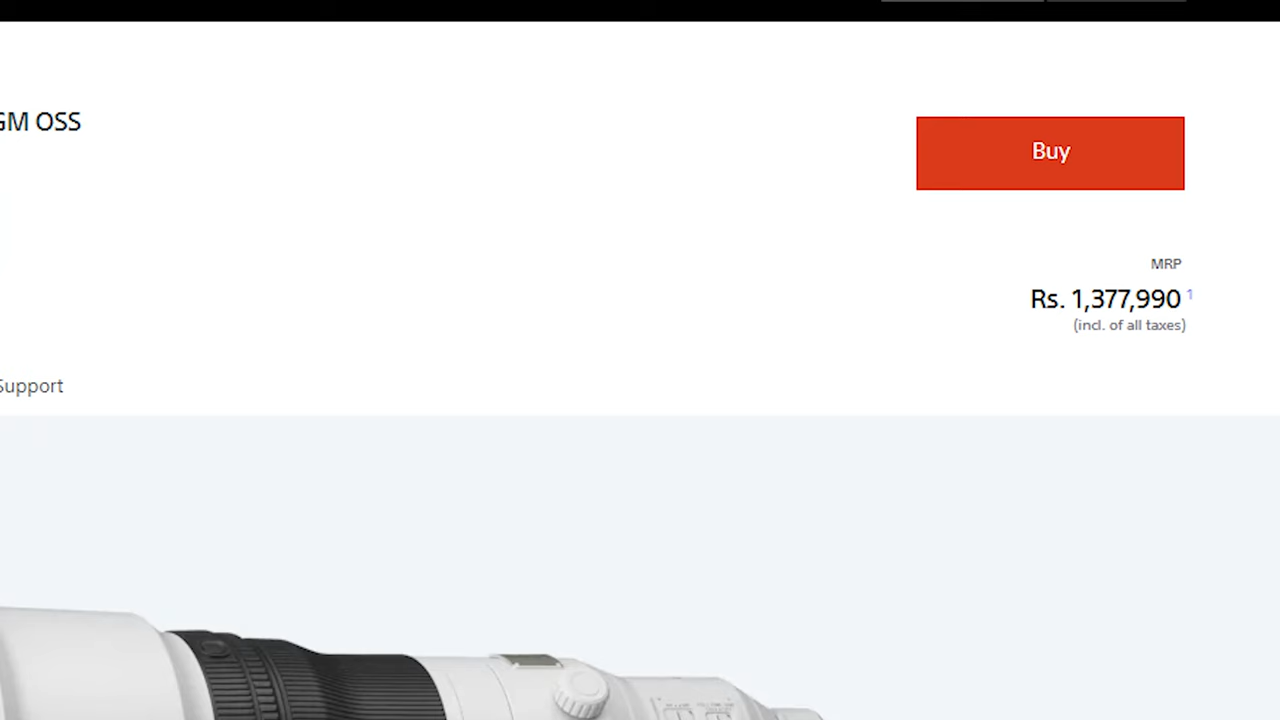 GM OSS
Buy
MRP
Rs. 1,377,990 1
(incl. of all taxes)
Support